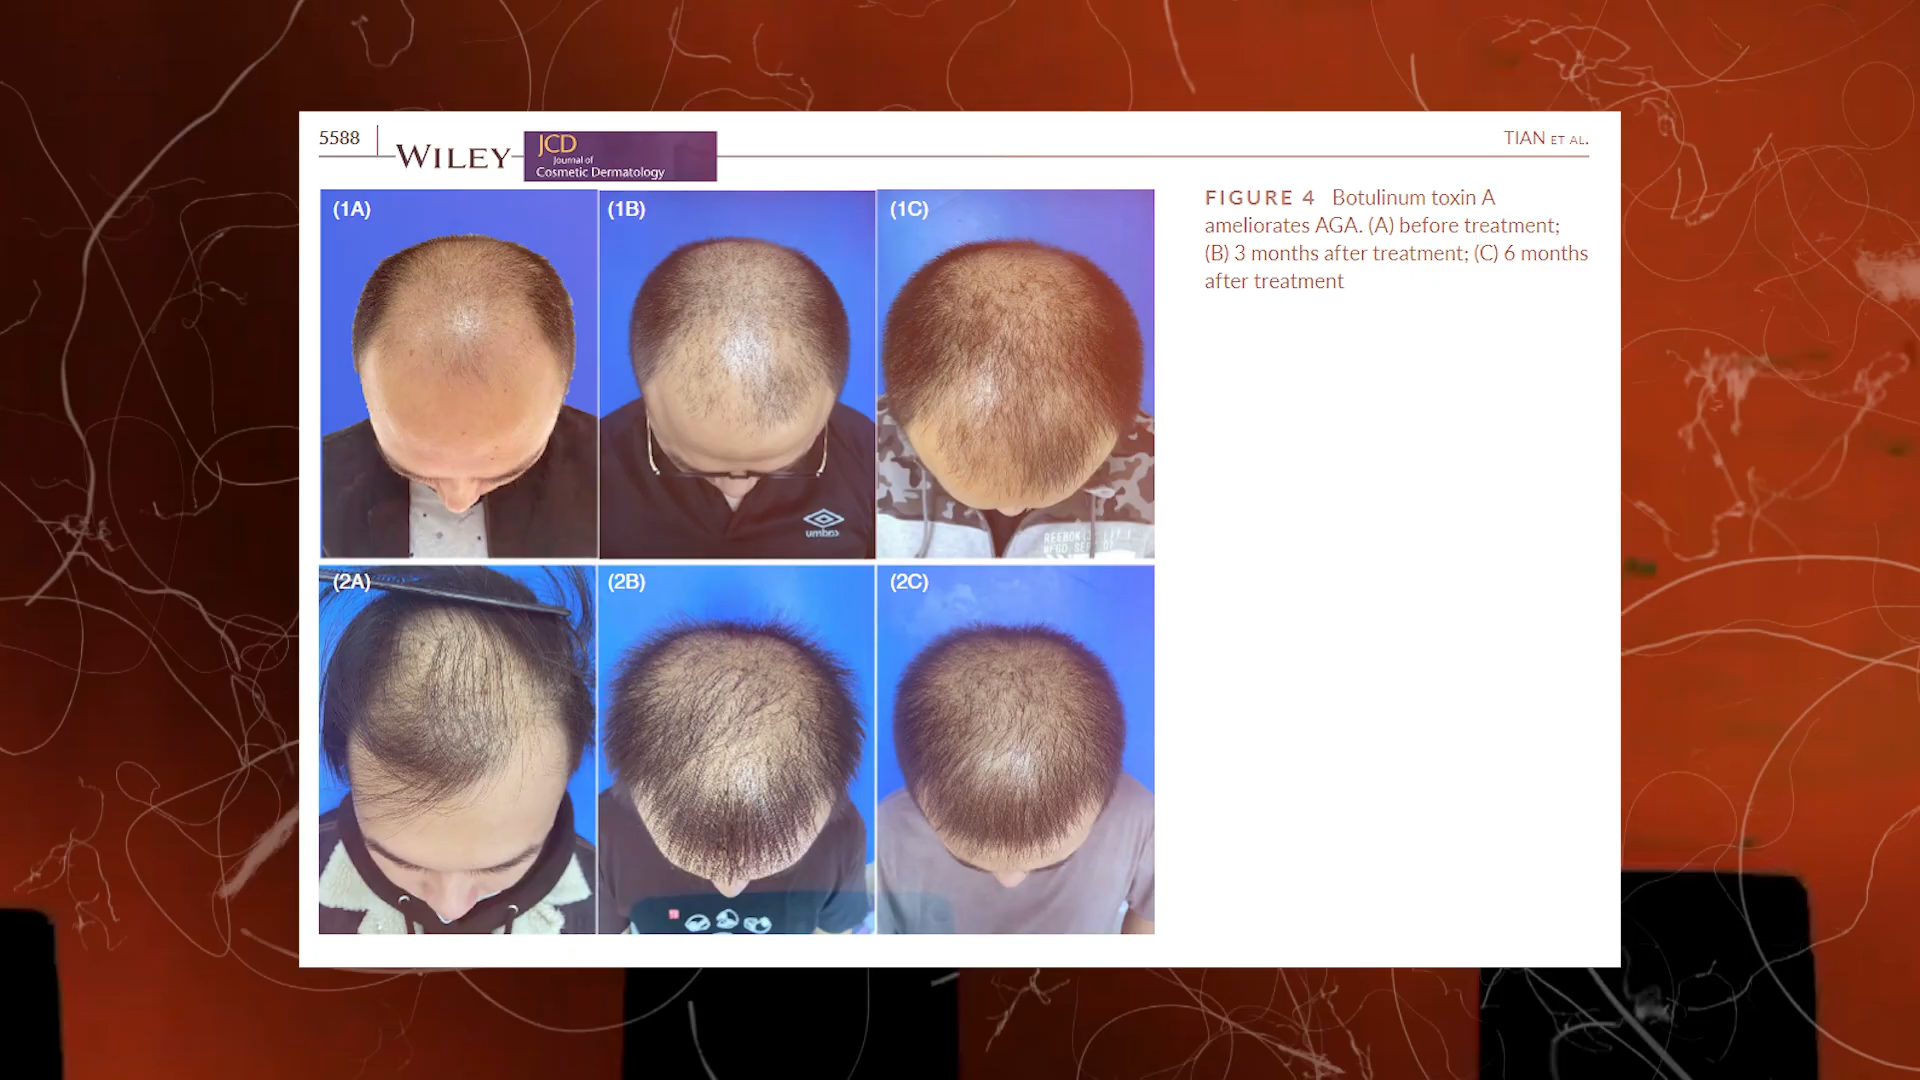 5588
WILEY
JCD
Journal of
Cosmetic Dermatology
TIAN ET AL.
(1A)
(1B)
(1C)
FIGURE 4 Botulinum toxin A
ameliorates AGA. (A) before treatment;
(B) 3 months after treatment; (C) 6 months
after treatment
umbro
REEBOK
(2A)
(2B)
(2C)